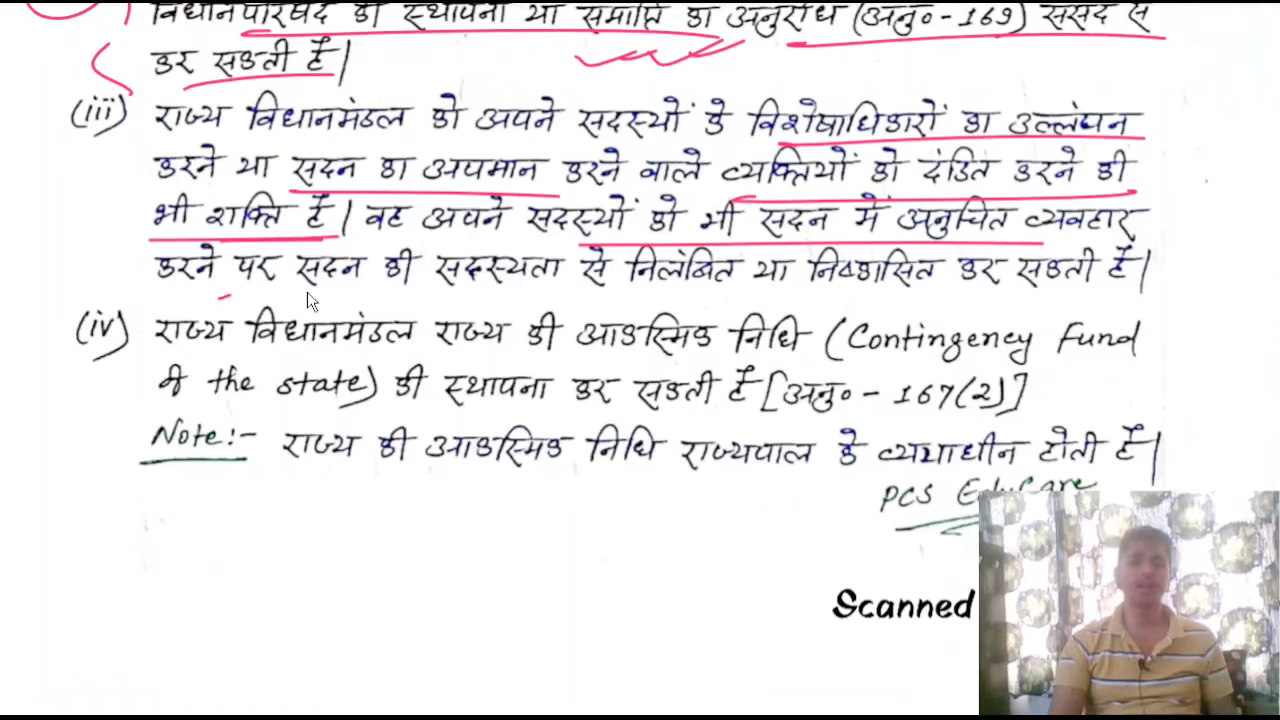 विधानपरिषद की स्थापना या समाप्ति का अनुरोध (अनु० - 169) संसद से
कर सकती है|
(iii) राज्य विधानमंडल को अपने सदस्यों के विशेषाधिकारों का उल्लंघन
करने या सदन का अपमान करने वाले व्यक्तियों को दंडित करने की
भी शक्ति है| वह अपने सदस्यों को भी सदन में अनुचित व्यवहार
करने पर सदन की सदस्यता से निलंबित या निष्कासित कर सकती है|
(iv) राज्य विधानमंडल राज्य की आकस्मिक निधि (Contingency Fund
of the state) की स्थापना कर सकती है [अनु० - 167(2)]
Note:- राज्य की आकस्मिक निधि राज्यपाल के व्ययाधीन होती है|
PCS EduCare
Scanned